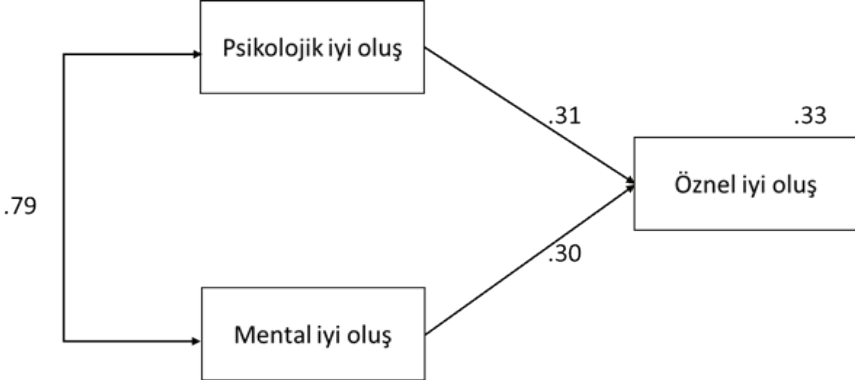 Psikolojik iyi oluş
.31
.33
Öznel iyi oluş
.79
.30
Mental iyi oluş